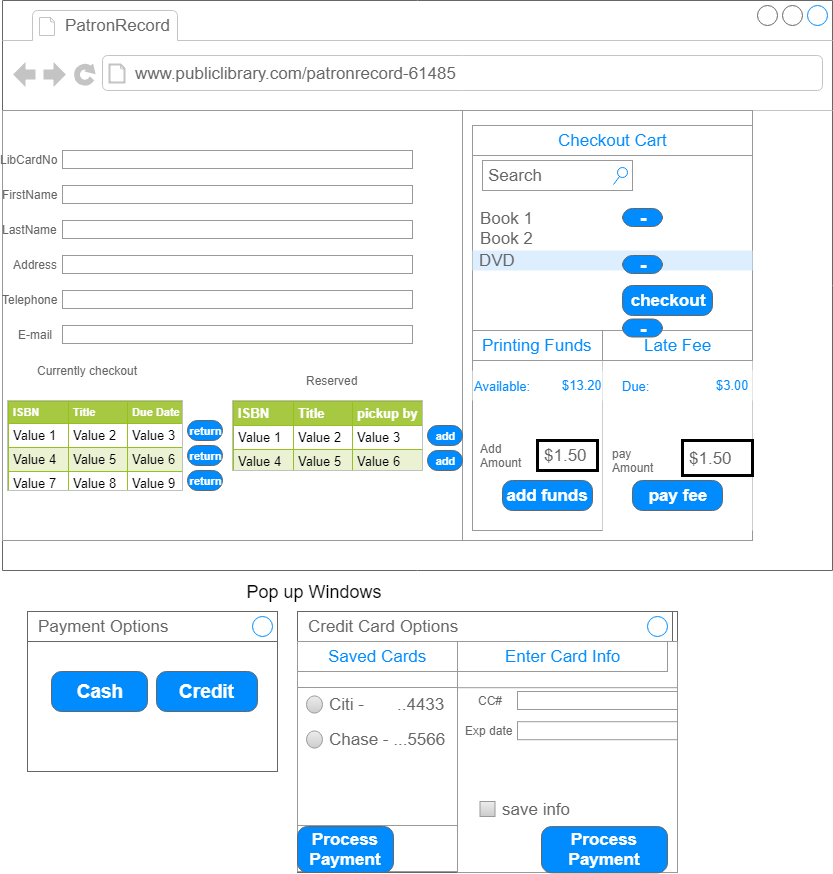 PatronRecord
www.publiclibrary.com/patronrecord-61485
LibCardNo
FirstName
LastName
Address
Telephone
E-mail
Currently checkout
ISBN Title Due Date
Value 1 Value 2 Value 3 return
Value 4 Value 5 Value 6 return
Value 7 Value 8 Value 9 return
Reserved
ISBN Title pickup by
Value 1 Value 2 Value 3 add
Value 4 Value 5 Value 6 add
Checkout Cart
Search
Book 1 -
Book 2
DVD -
checkout
-
Printing Funds
Available: $13.20
Add
Amount
$1.50
add funds
Late Fee
Due: $3.00
pay
Amount
$1.50
pay fee
Pop up Windows
Payment Options
Cash Credit
Credit Card Options
Saved Cards
Citi - ..4433
Chase - ...5566
Process
Payment
Enter Card Info
CC#
Exp date
save info
Process
Payment